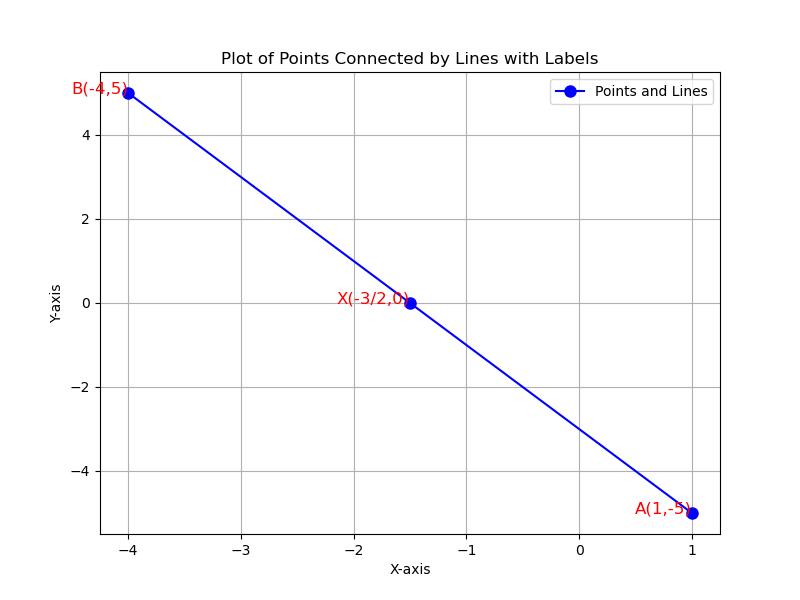 Plot of Points Connected by Lines with Labels
Points and Lines
B(-4,5)
X(-3/2,0)
A(1,-5)
Y-axis
4
2
0
−2
−4
−4 −3 −2 −1 0 1
X-axis